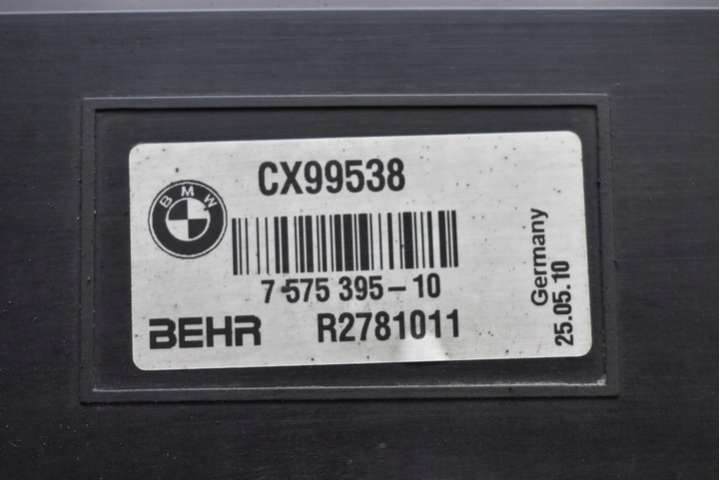 CX99538
BMW
7 575 395-10
BEHR R2781011
Germany
25.05.10